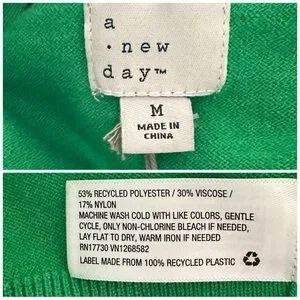 a
new
day™
M
MADE IN
CHINA
53% RECYCLED POLYESTER / 30% VISCOSE /
17% NYLON
MACHINE WASH COLD WITH LIKE COLORS, GENTLE
CYCLE, ONLY NON-CHLORINE BLEACH IF NEEDED,
LAY FLAT TO DRY, WARM IRON IF NEEDED
RN17730 VN1268582
LABEL MADE FROM 100% RECYCLED PLASTIC